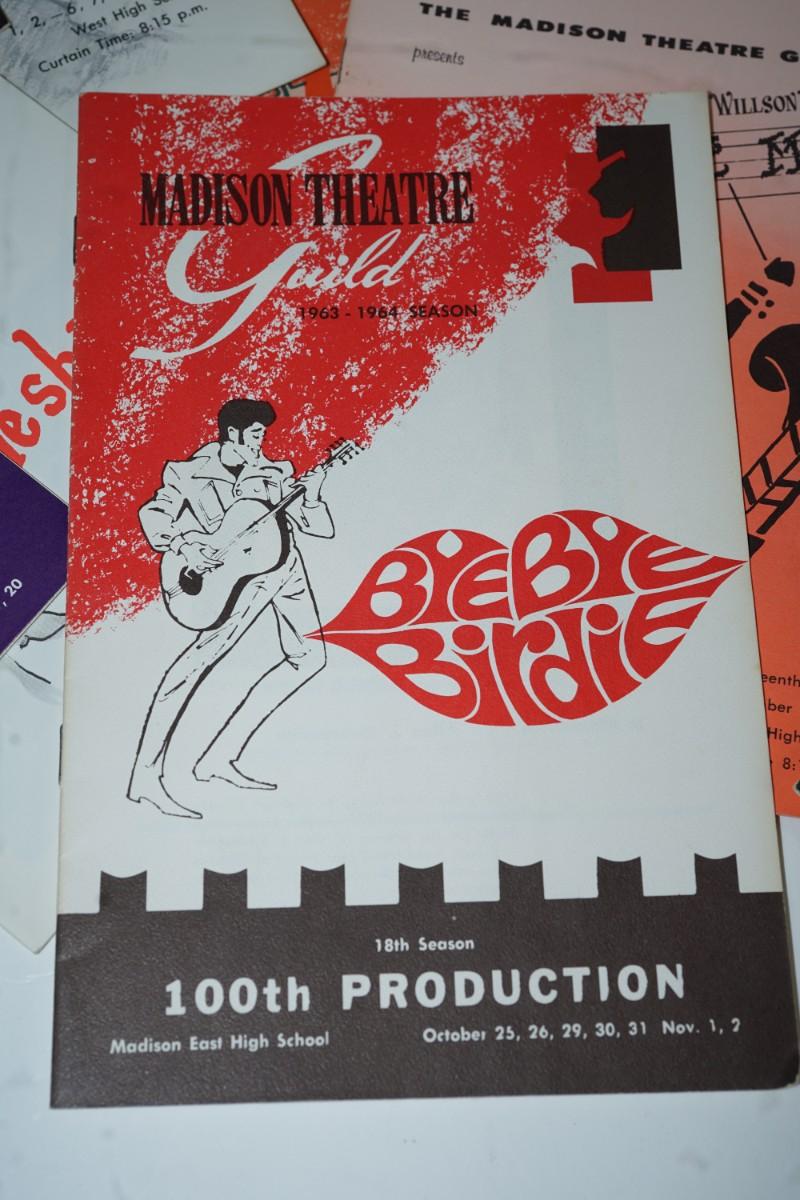 West High
Curtain Time: 8:15 p.m.
THE MADISON THEATRE G
presents
WILLSON'
MADISON THEATRE
Guild
1963 - 1964 SEASON
BYE BYE
BirdiE
, 20
18th Season
100th PRODUCTION
Madison East High School
October 25, 26, 29, 30, 31 Nov. 1, 2